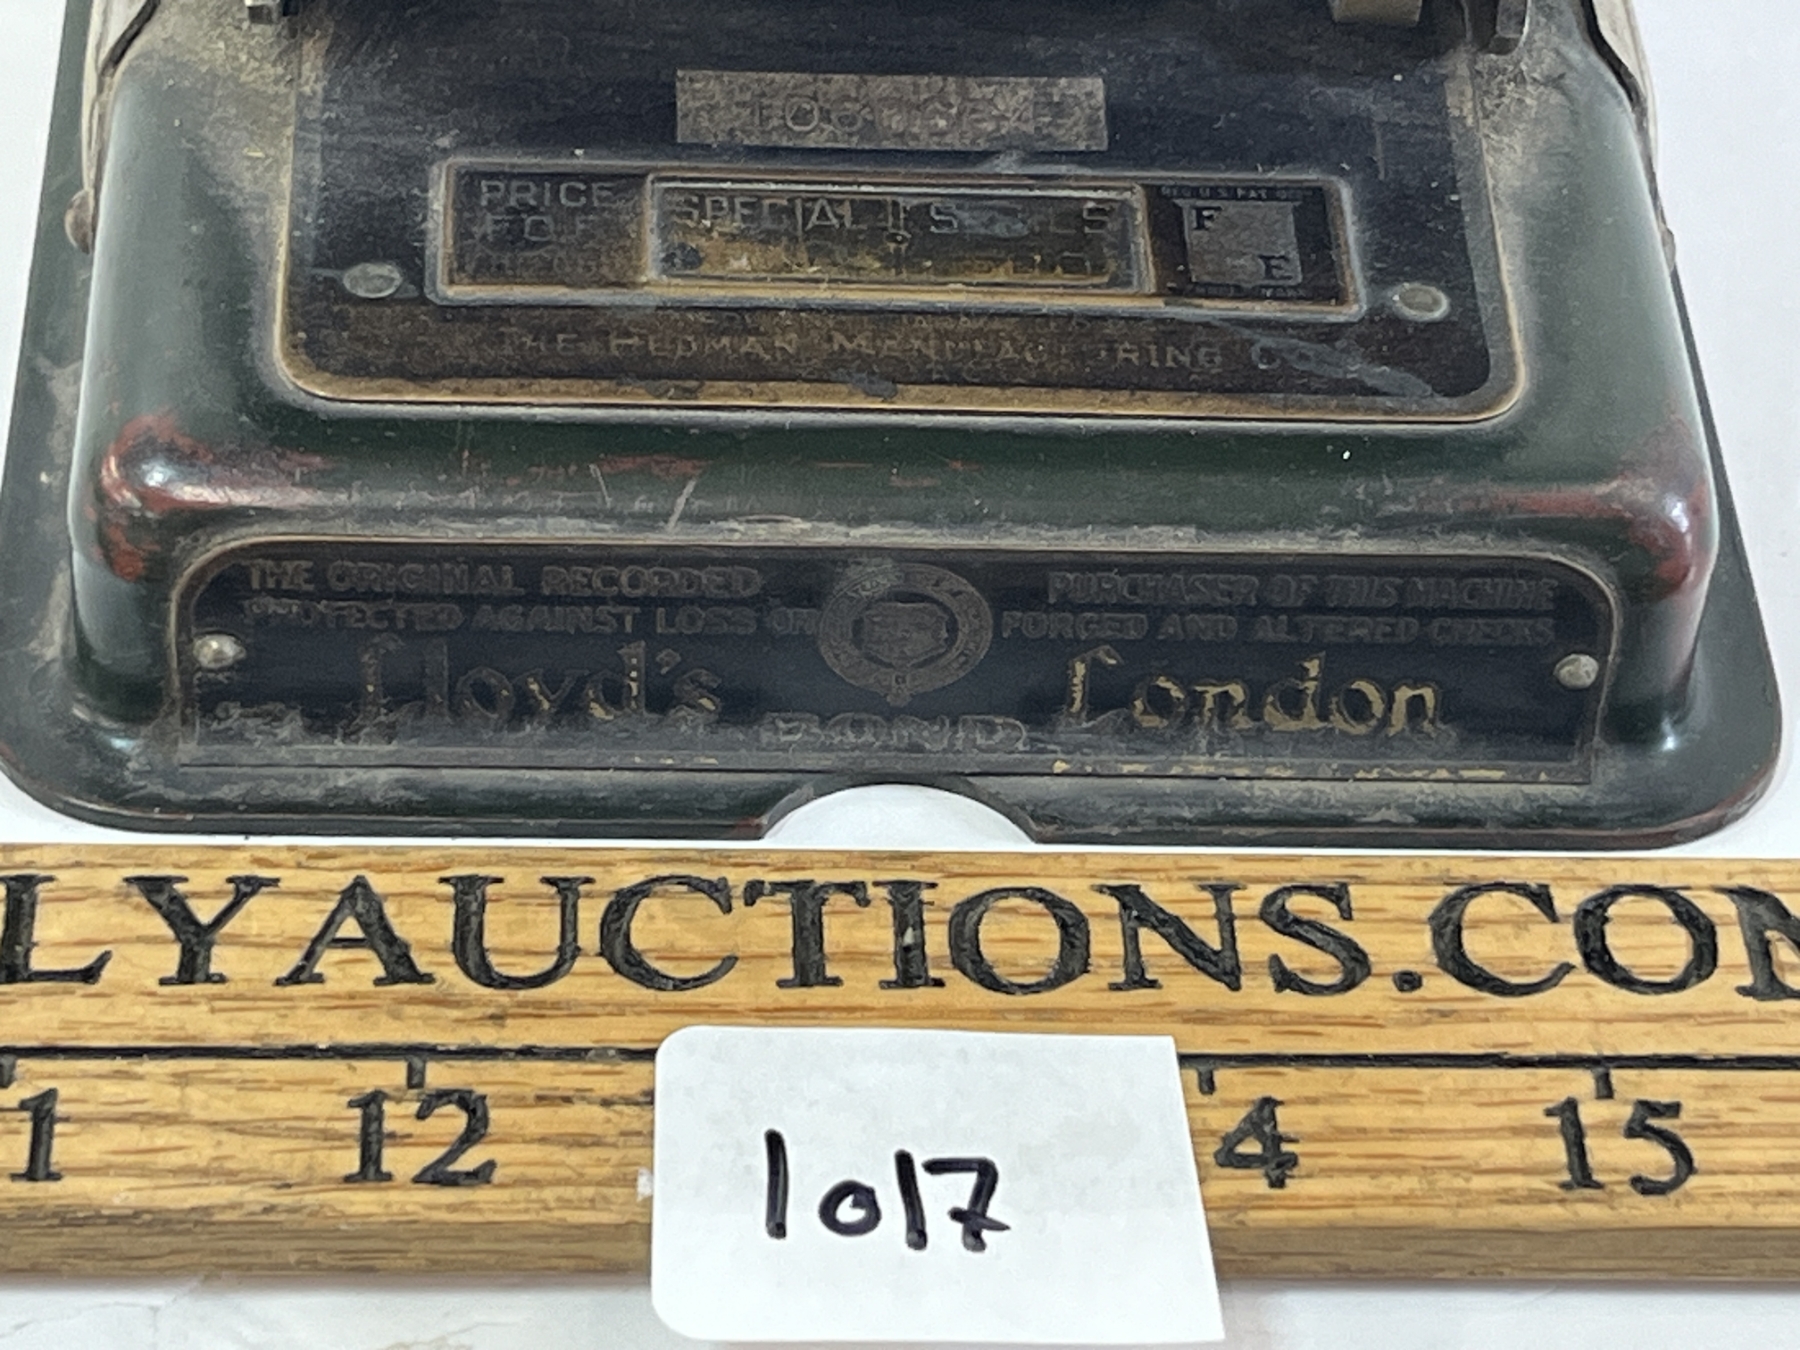 PRICE
SPECIAL
F
E
F.O.F.
THE HEDMAN MANUFACTURING CO.
THE ORIGINAL RECORDED PURCHASER OF THIS MACHINE
PROTECTED AGAINST LOSS ON FORGED AND ALTERED CHECKS
Lloyd's London
BOND
LYAUCTIONS.COM
1 12 4 15
1017